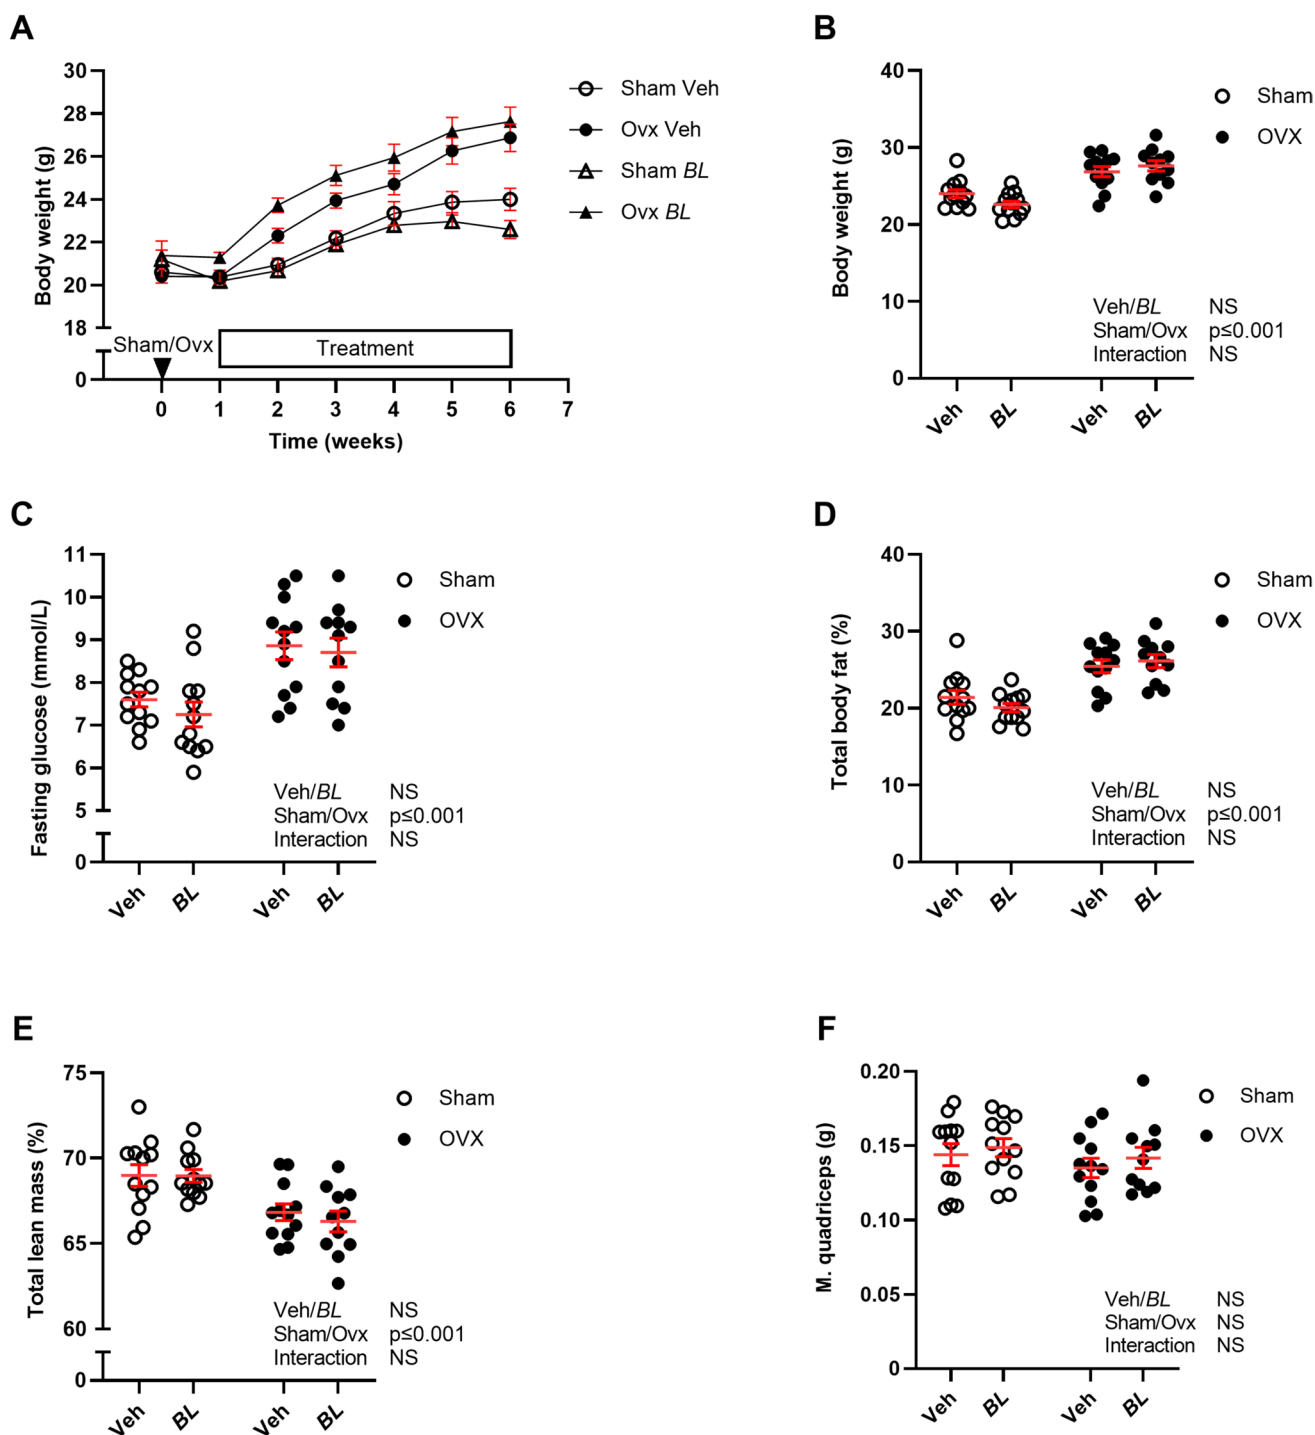 A
30
28
26
24
22
20
18
0
Body weight (g)
Sham/Ovx
Treatment
0 1 2 3 4 5 6 7
Time (weeks)
Sham Veh
Ovx Veh
Sham BL
Ovx BL
B
40
30
20
10
0
Body weight (g)
Sham
OVX
Veh/BL NS
Sham/Ovx p≤0.001
Interaction NS
Veh BL Veh BL
C
11
10
9
8
7
6
5
0
Fasting glucose (mmol/L)
Sham
OVX
Veh/BL NS
Sham/Ovx p≤0.001
Interaction NS
Veh BL Veh BL
D
40
30
20
10
0
Total body fat (%)
Sham
OVX
Veh/BL NS
Sham/Ovx p≤0.001
Interaction NS
Veh BL Veh BL
E
75
70
65
60
0
Total lean mass (%)
Sham
OVX
Veh/BL NS
Sham/Ovx p≤0.001
Interaction NS
Veh BL Veh BL
F
0.20
0.15
0.10
0.05
0
M. quadriceps (g)
Sham
OVX
Veh/BL NS
Sham/Ovx NS
Interaction NS
Veh BL Veh BL